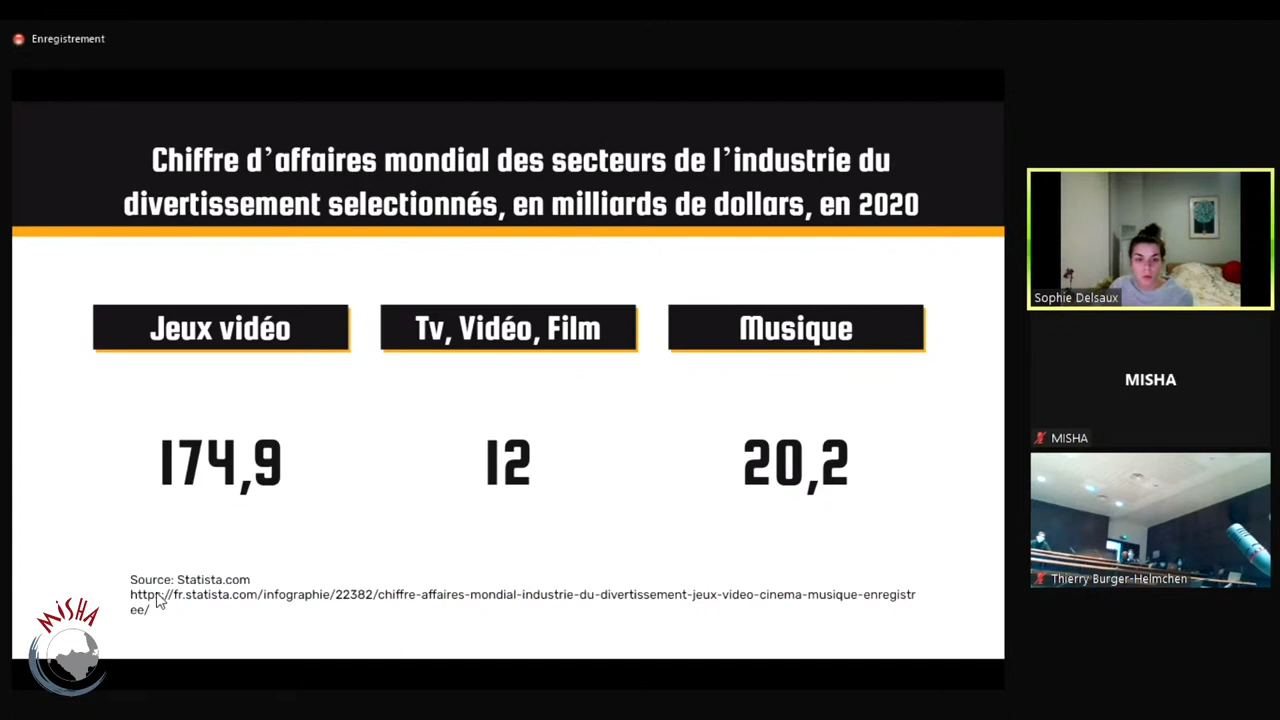 Enregistrement
Chiffre d’affaires mondial des secteurs de l’industrie du
divertissement selectionnés, en milliards de dollars, en 2020
Jeux vidéo
Tv, Vidéo, Film
Musique
174,9
12
20,2
Source: Statista.com
https://fr.statista.com/infographie/22382/chiffre-affaires-mondial-industrie-du-divertissement-jeux-video-cinema-musique-enregistr
ee/
MISHA
Sophie Delsaux
MISHA
MISHA
Thierry Burger-Helmchen